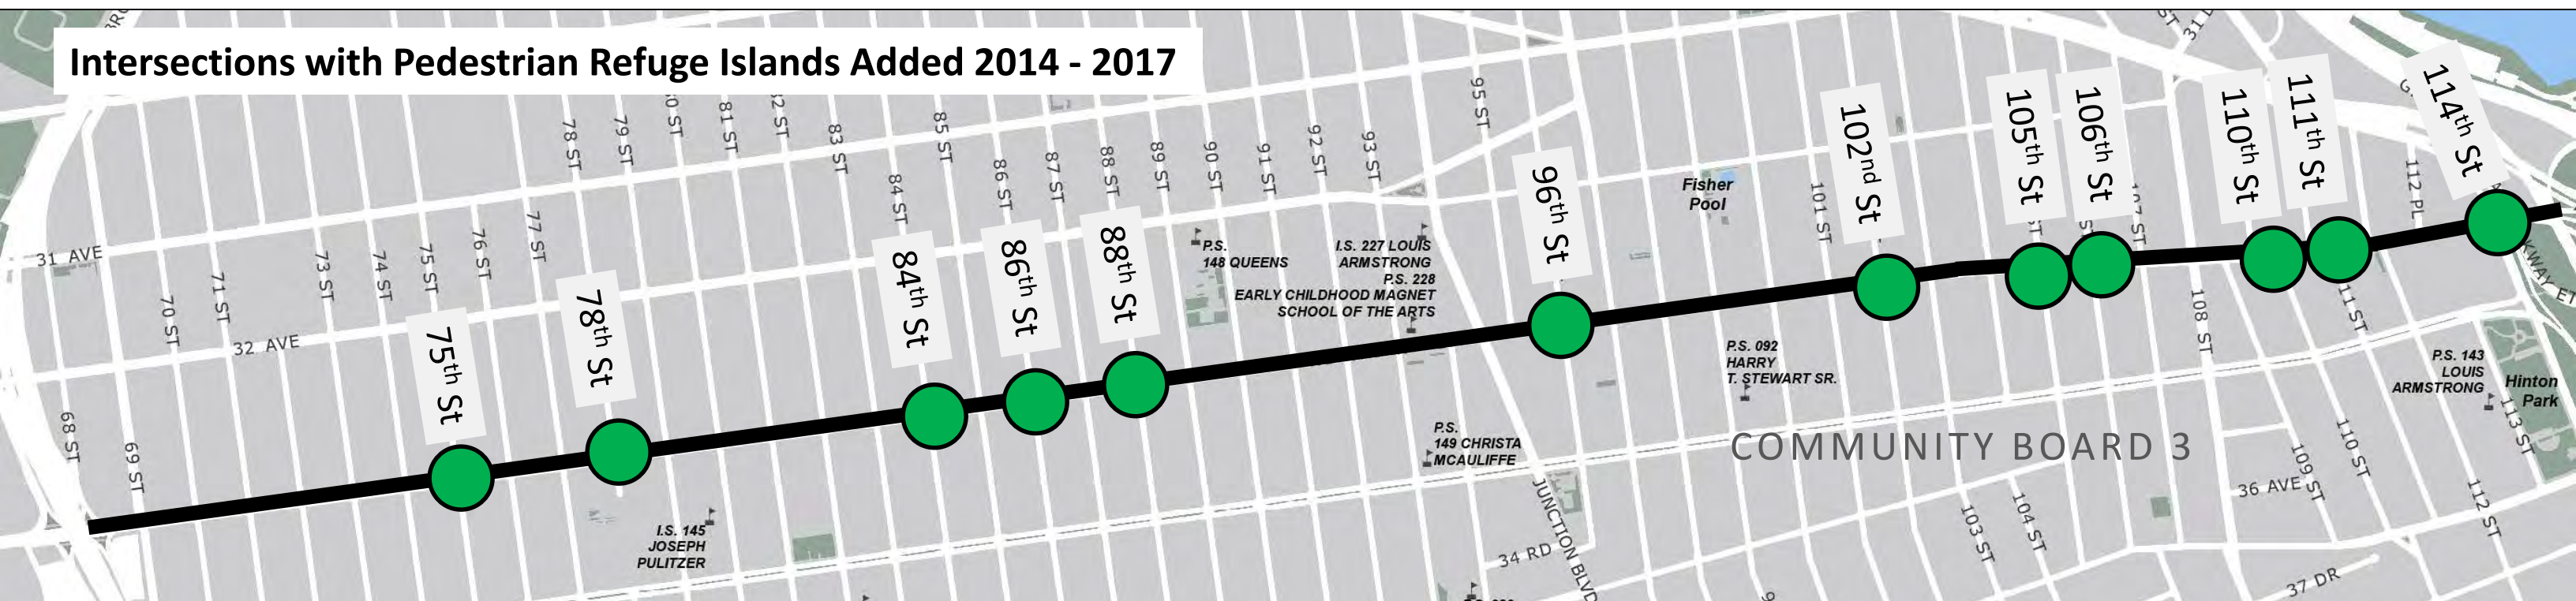 Intersections with Pedestrian Refuge Islands Added 2014 - 2017
31 AVE
32 AVE
68 ST
69 ST
70 ST
71 ST
73 ST
74 ST
75 ST
76 ST
77 ST
78 ST
79 ST
81 ST
83 ST
84 ST
85 ST
86 ST
87 ST
88 ST
89 ST
90 ST
91 ST
92 ST
93 ST
95 ST
75th St
78th St
84th St
86th St
88th St
96th St
102nd St
105th St
106th St
110th St
111th St
114th St
P.S.
148 QUEENS
I.S. 227 LOUIS
ARMSTRONG
P.S. 228
EARLY CHILDHOOD MAGNET
SCHOOL OF THE ARTS
Fisher
Pool
101 ST
112 PL
108 ST
P.S. 092
HARRY
T. STEWART SR.
P.S. 143
LOUIS
ARMSTRONG
Hinton
Park
P.S.
149 CHRISTA
MCAULIFFE
COMMUNITY BOARD 3
I.S. 145
JOSEPH
PULITZER
JUNCTION BLVD
34 RD
103 ST
104 ST
36 AVE
109 ST
110 ST
112 ST
113 ST
37 DR